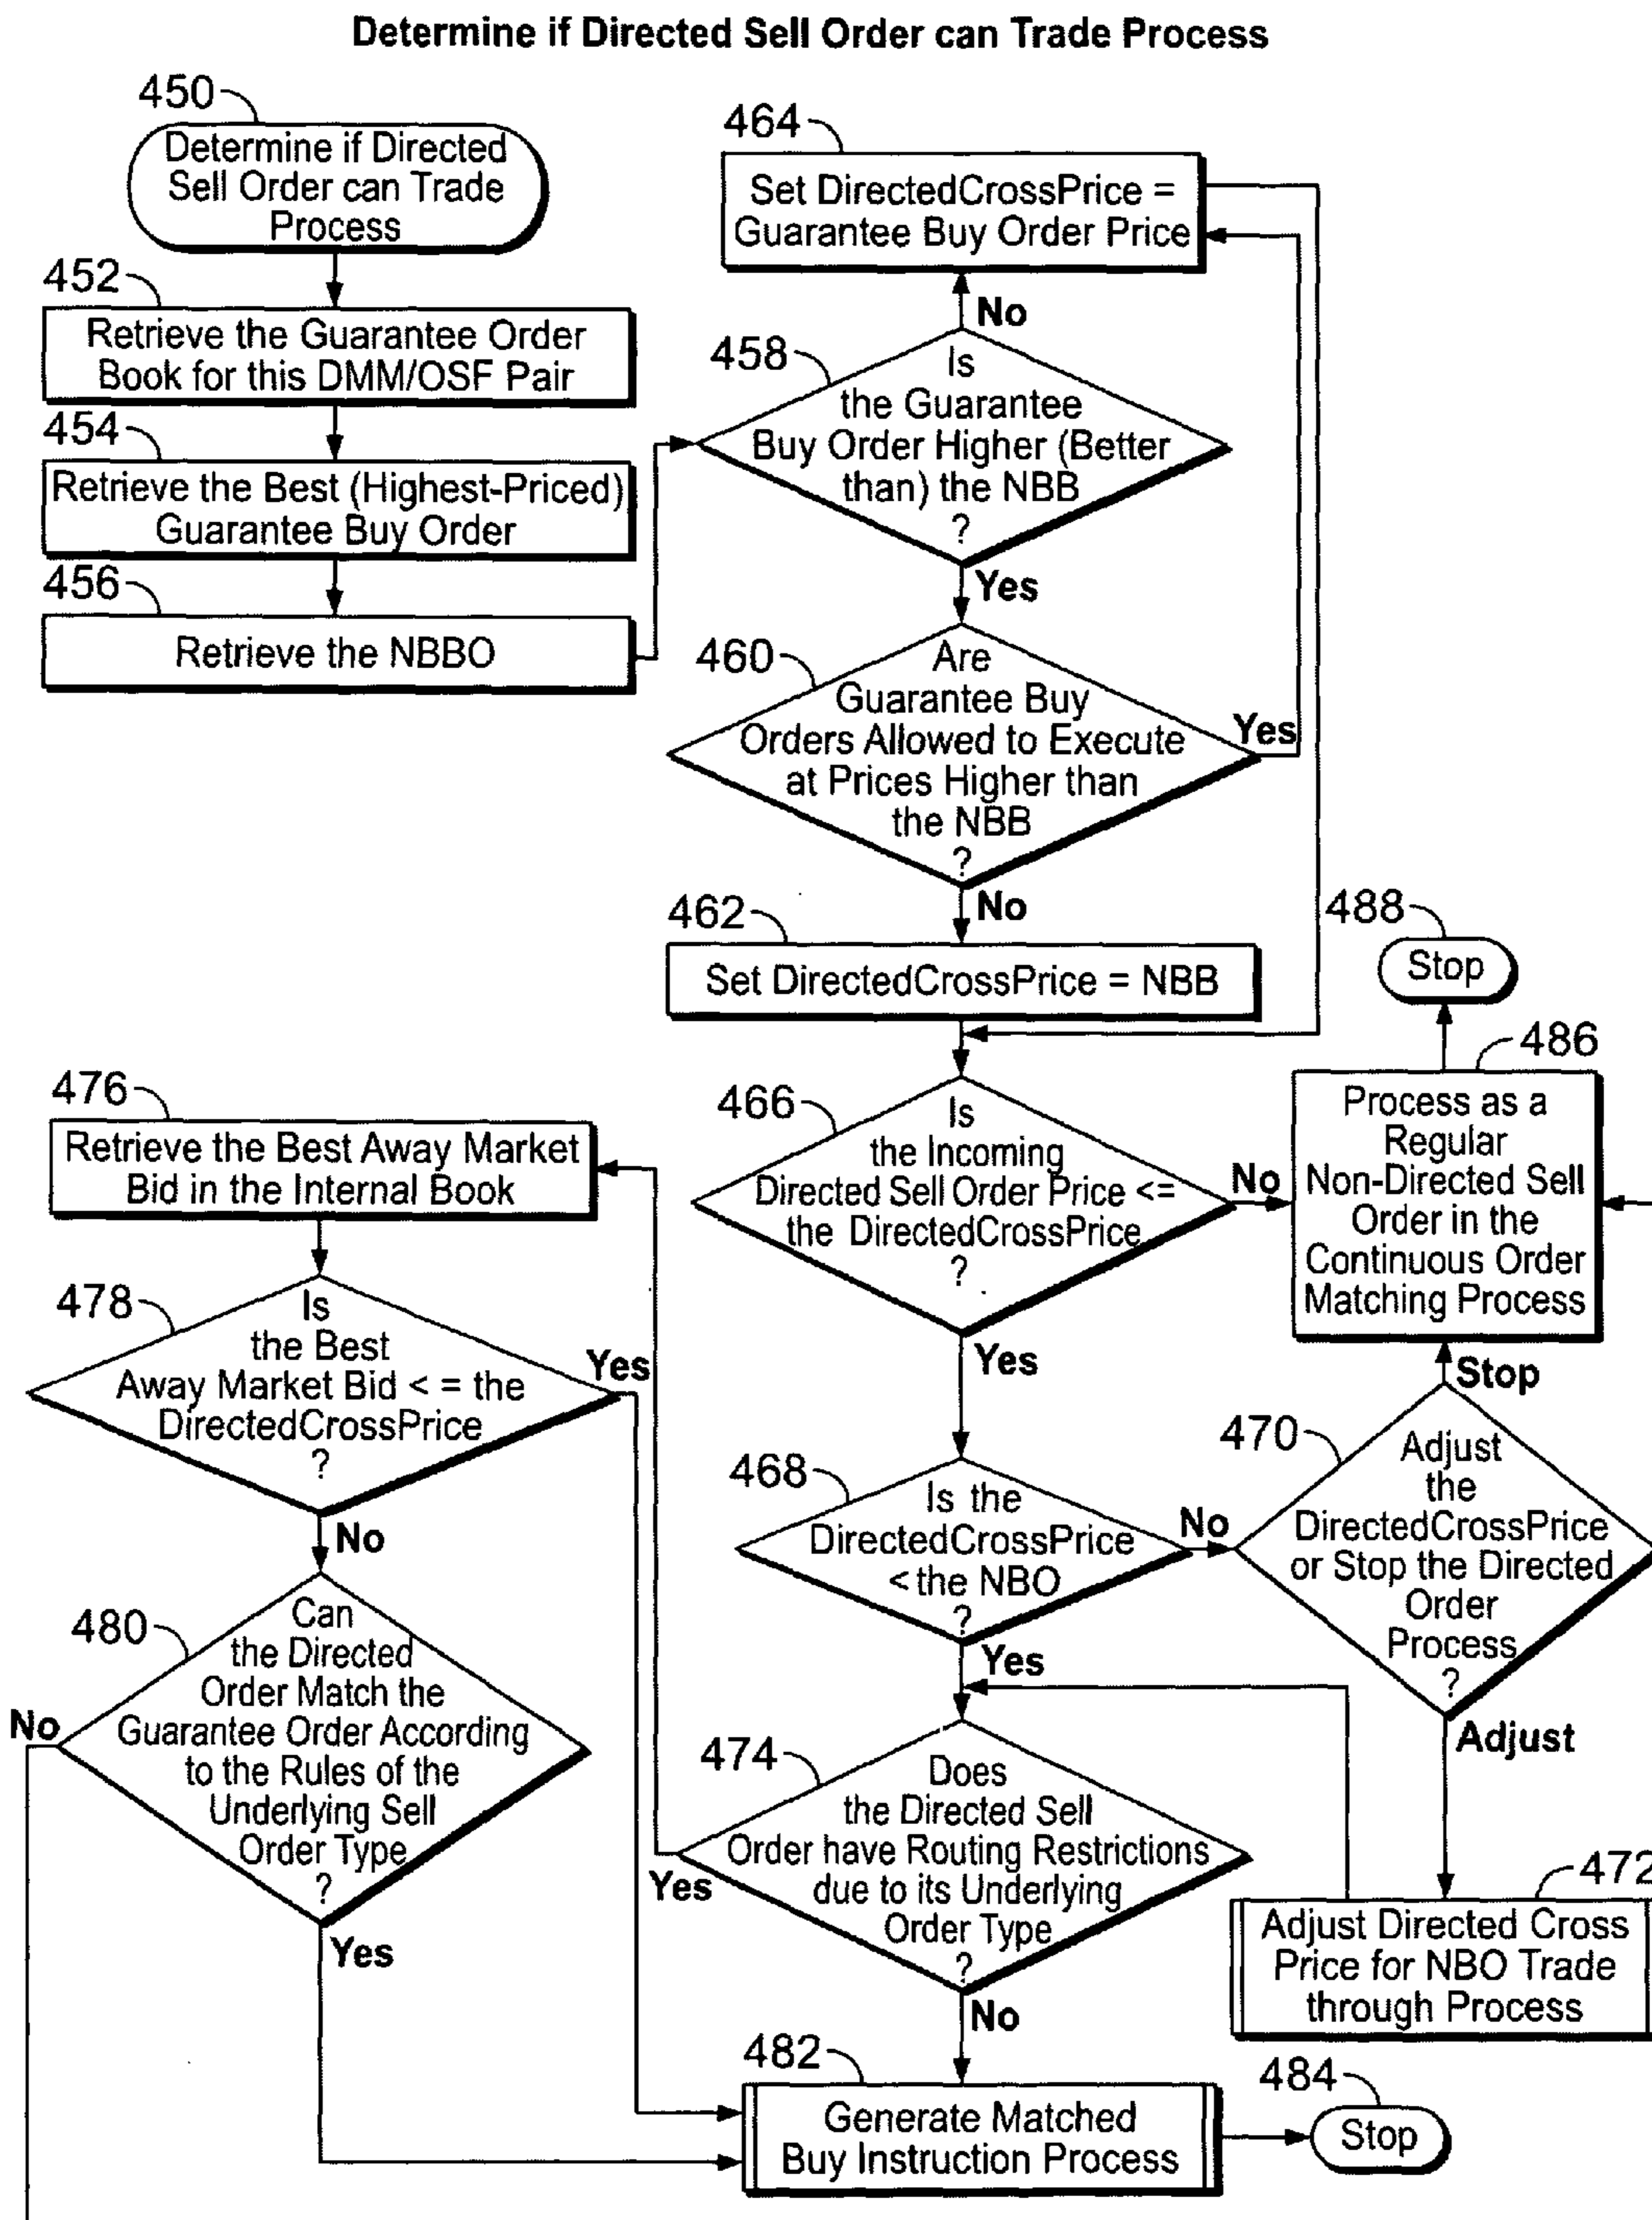 Determine if Directed Sell Order can Trade Process
450
Determine if Directed
Sell Order can Trade
Process
452
Retrieve the Guarantee Order
Book for this DMM/OSF Pair
454
Retrieve the Best (Highest-Priced)
Guarantee Buy Order
456
Retrieve the NBBO
464
Set DirectedCrossPrice =
Guarantee Buy Order Price
No
458
Is
the Guarantee
Buy Order Higher (Better
than) the NBB
?
Yes
460
Are
Guarantee Buy
Orders Allowed to Execute
at Prices Higher than
the NBB
?
Yes
No
462
Set DirectedCrossPrice = NBB
466
Is
the Incoming
Directed Sell Order Price <=
the DirectedCrossPrice
?
No
Yes
488
Stop
486
Process as a
Regular
Non-Directed Sell
Order in the
Continuous Order
Matching Process
Stop
468
Is the
DirectedCrossPrice
< the NBO
?
No
Yes
470
Adjust
the
DirectedCrossPrice
or Stop the Directed
Order
Process
?
Adjust
472
Adjust Directed Cross
Price for NBO Trade
through Process
474
Does
the Directed Sell
Order have Routing Restrictions
due to its Underlying
Order Type
?
Yes
No
476
Retrieve the Best Away Market
Bid in the Internal Book
478
Is
the Best
Away Market Bid < = the
DirectedCrossPrice
?
Yes
No
480
Can
the Directed
Order Match the
Guarantee Order According
to the Rules of the
Underlying Sell
Order Type
?
No
Yes
482
Generate Matched
Buy Instruction Process
484
Stop